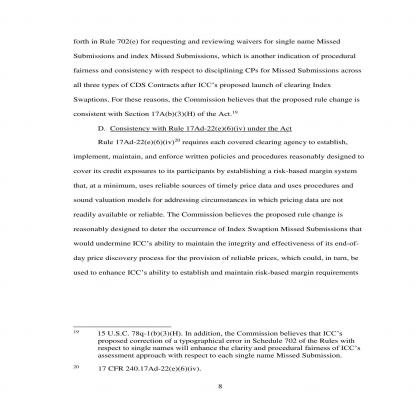 forth in Rule 702(e) for requesting and reviewing waivers for single name Missed
Submissions and index Missed Submissions, which is another indication of procedural
fairness and consistency with respect to disciplining CPs for Missed Submissions across
all three types of CDS Contracts after ICC's proposed launch of clearing Index
Swaptions. For these reasons, the Commission believes that the proposed rule change is
consistent with Section 17A(b)(3)(H) of the Act.19
D. Consistency with Rule 17Ad-22(e)(6)(iv) under the Act
Rule 17Ad-22(e)(6)(iv)20 requires each covered clearing agency to establish,
implement, maintain, and enforce written policies and procedures reasonably designed to
cover its credit exposures to its participants by establishing a risk-based margin system
that, at a minimum, uses reliable sources of timely price data and uses procedures and
sound valuation models for addressing circumstances in which pricing data are not
readily available or reliable. The Commission believes the proposed rule change is
reasonably designed to deter the occurrence of Index Swaption Missed Submissions that
would undermine ICC's ability to maintain the integrity and effectiveness of its end-of-
day price discovery process for the provision of reliable prices, which could, in turn, be
used to enhance ICC's ability to establish and maintain risk-based margin requirements
19 15 U.S.C. 78q-1(b)(3)(H). In addition, the Commission believes that ICC's
proposed correction of a typographical error in Schedule 702 of the Rules with
respect to single names will enhance the clarity and procedural fairness of ICC's
assessment approach with respect to each single name Missed Submission.
20 17 CFR 240.17Ad-22(e)(6)(iv).
8